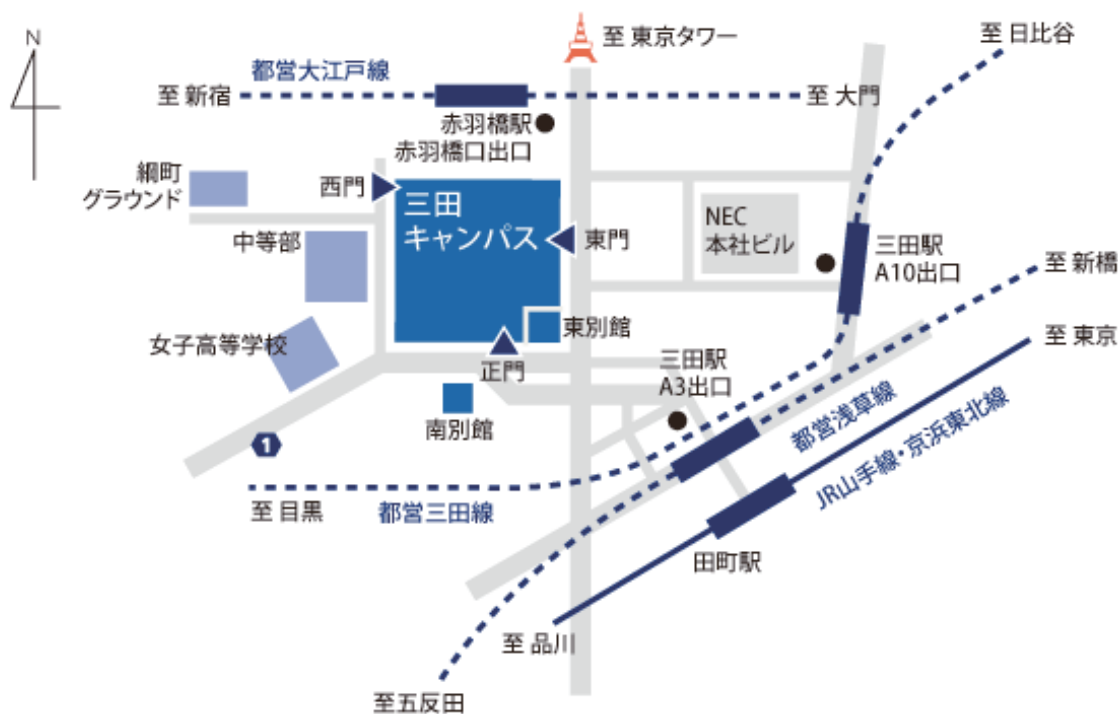 N
至 東京タワー
至 日比谷
都営大江戸線
至 新宿
至 大門
赤羽橋駅
赤羽橋口出口
綱町
グラウンド
西門
三田
キャンパス
東門
NEC
本社ビル
三田駅
A10出口
中等部
至 新橋
女子高等学校
東別館
至 東京
正門
三田駅
A3出口
南別館
1
都営浅草線
JR山手線・京浜東北線
至 目黒
都営三田線
田町駅
至 品川
至五反田